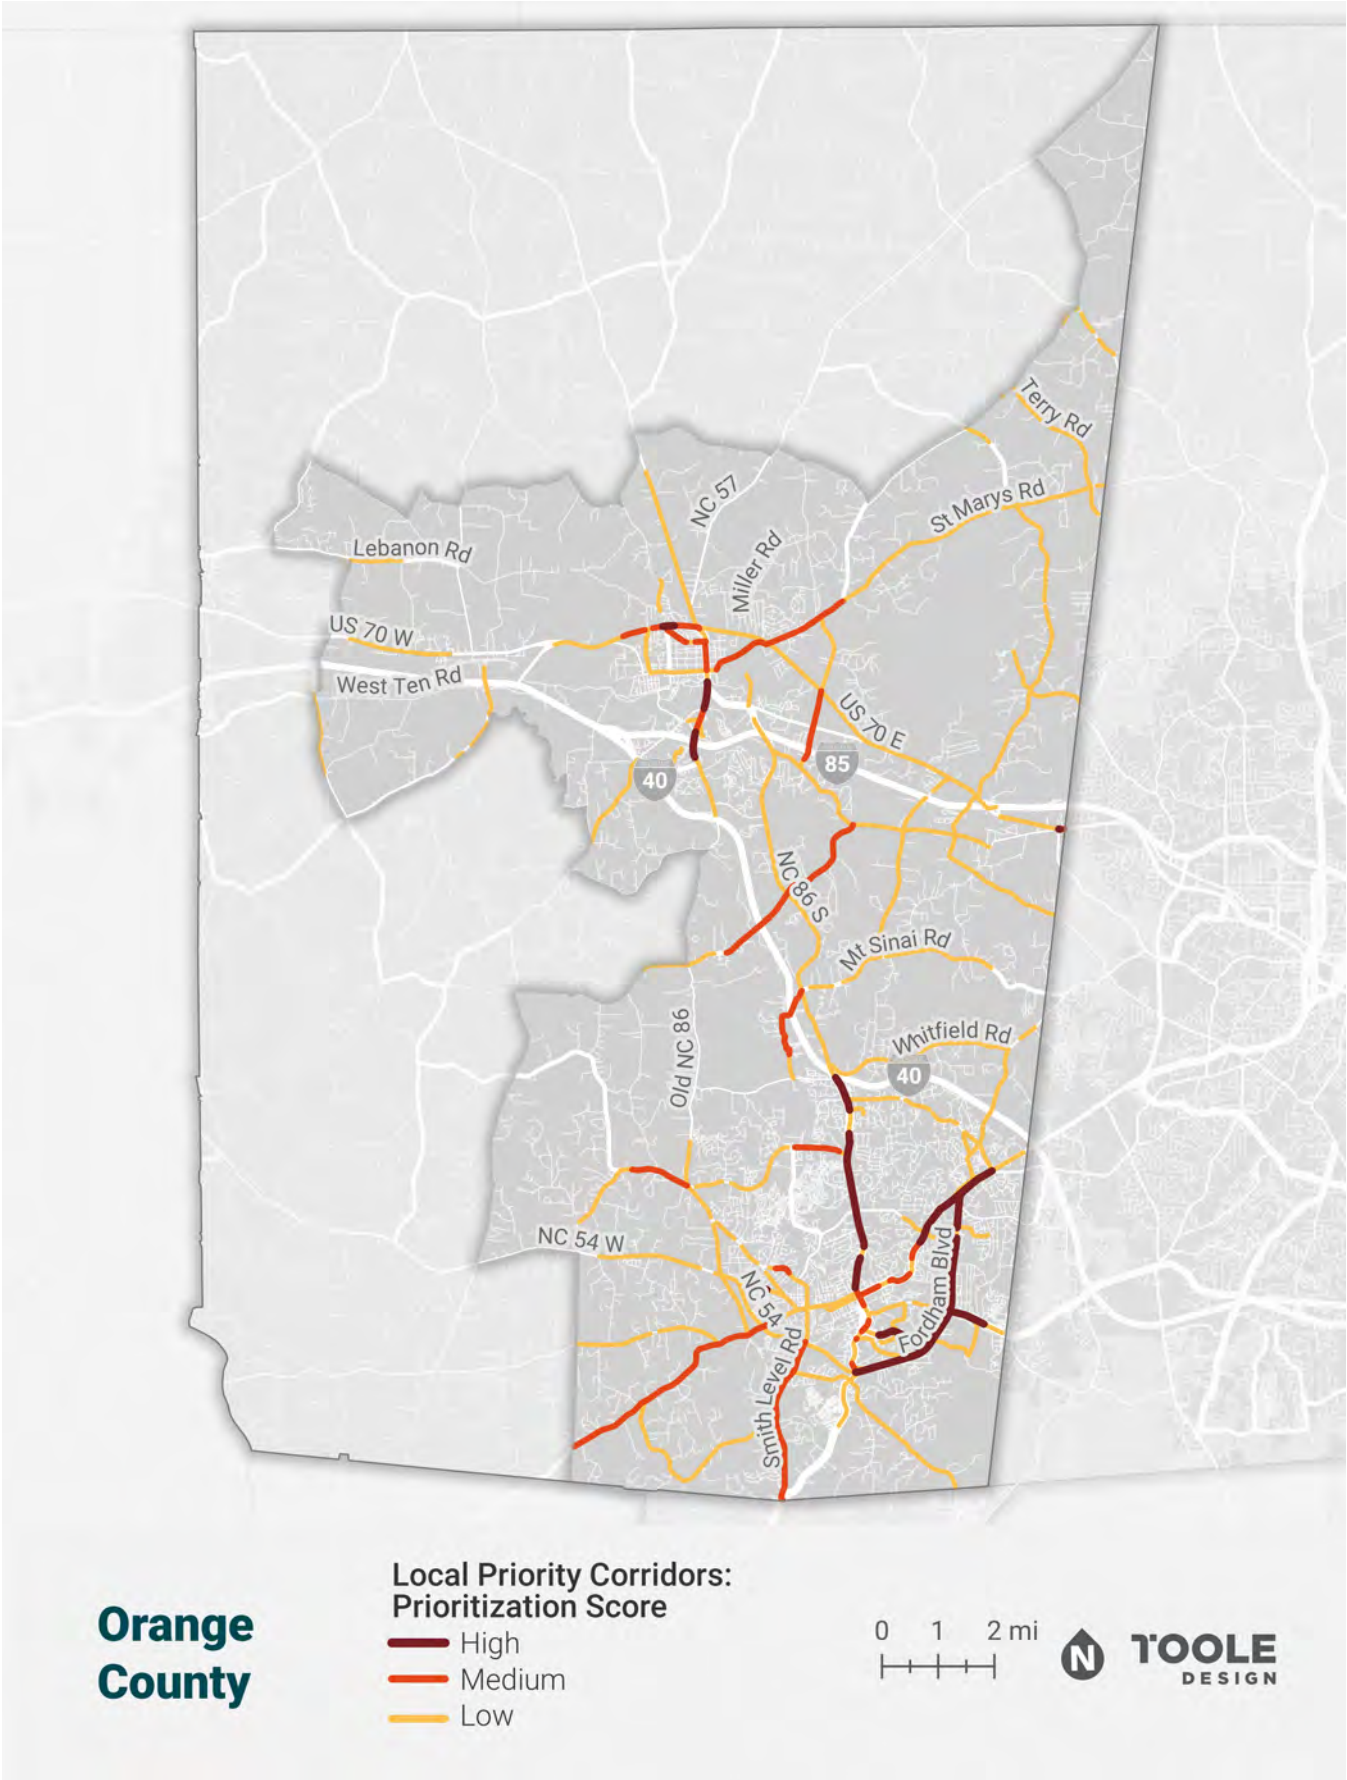 Terry Rd
NC 57
St Marys Rd
Miller Rd
Lebanon Rd
US 70 W
West Ten Rd
US 70 E
85
40
NC 86 S
Mt Sinai Rd
Old NC 86
Whitfield Rd
40
NC 54 W
Fordham Blvd
NC 54
Smith Level Rd
Orange
County
Local Priority Corridors:
Prioritization Score
High
Medium
Low
0 1 2 mi
N
TOOLE
DESIGN